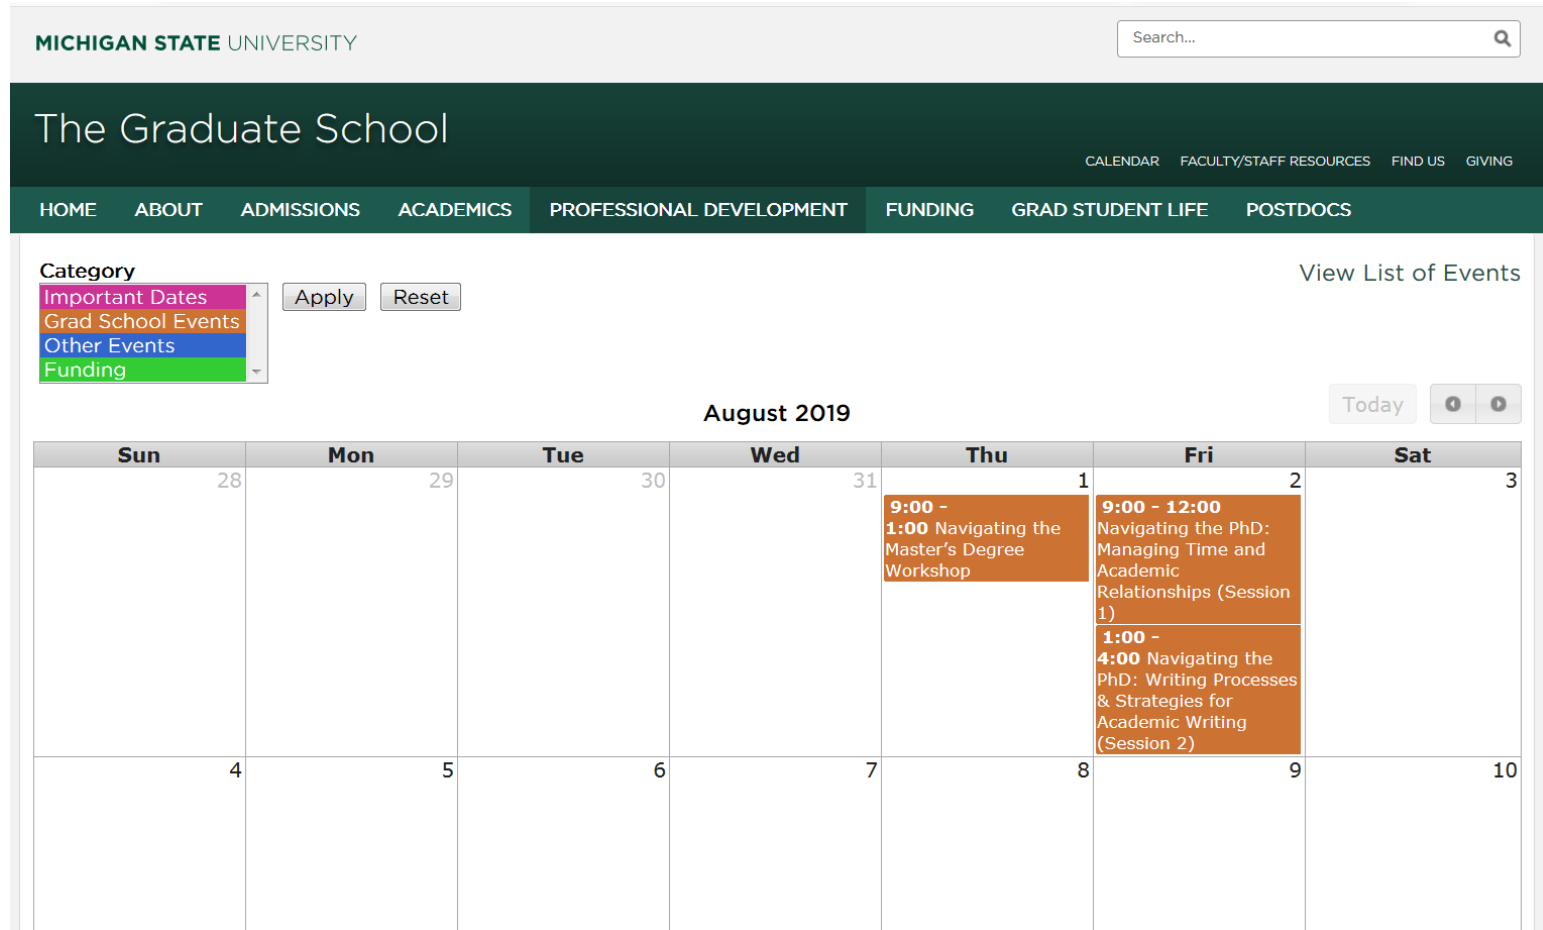 MICHIGAN STATE UNIVERSITY
Search...
The Graduate School
CALENDAR FACULTY/STAFF RESOURCES FIND US GIVING
HOME ABOUT ADMISSIONS ACADEMICS PROFESSIONAL DEVELOPMENT FUNDING GRAD STUDENT LIFE POSTDOCS
Category
View List of Events
Important Dates
Grad School Events
Other Events
Funding
Apply Reset
August 2019
Today
Sun Mon Tue Wed Thu Fri Sat
28 29 30 31 1 2 3
9:00 -
1:00 Navigating the
Master's Degree
Workshop
9:00 - 12:00
Navigating the PhD:
Managing Time and
Academic
Relationships (Session
1)
1:00 -
4:00 Navigating the
PhD: Writing Processes
& Strategies for
Academic Writing
(Session 2)
4 5 6 7 8 9 10